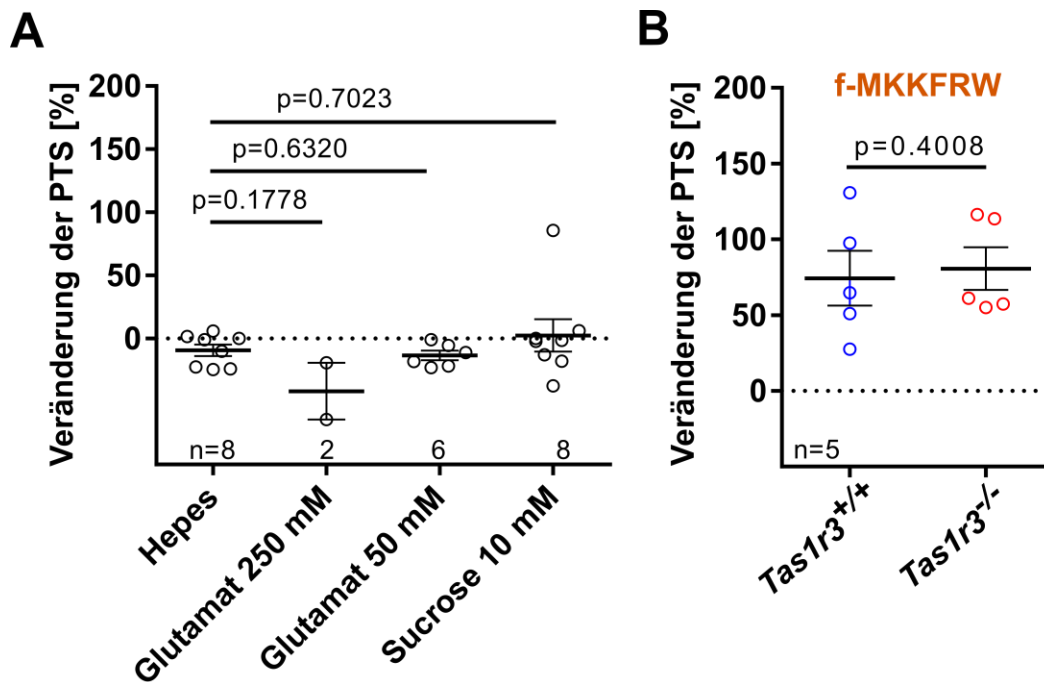 A
Veränderung der PTS [%]
200
150
100
50
0
p=0.7023
p=0.6320
p=0.1778
n=8
2
6
8
Hepes
Glutamat 250 mM
Glutamat 50 mM
Sucrose 10 mM
B
f-MKKFRW
Veränderung der PTS [%]
200
150
100
50
0
p=0.4008
n=5
Tas1r3+/+
Tas1r3-/-